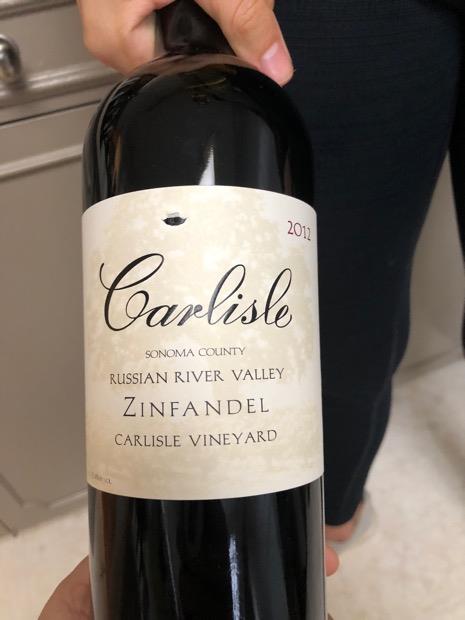 2012
Carlisle
SONOMA COUNTY
RUSSIAN RIVER VALLEY
ZINFANDEL
CARLISLE VINEYARD